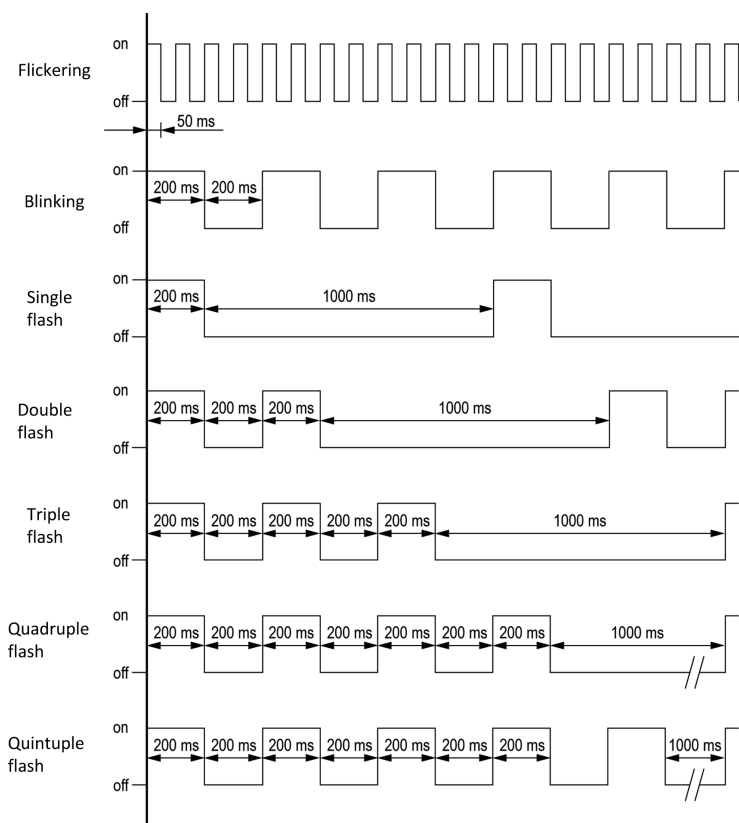 on
Flickering
off
50 ms
on
200 ms 200 ms
Blinking
off
on
Single
flash
200 ms 1000 ms
off
on
Double
flash
200 ms 200 ms 200 ms 1000 ms
off
on
Triple
flash
200 ms 200 ms 200 ms 200 ms 200 ms 1000 ms
off
on
Quadruple
flash
200 ms 200 ms 200 ms 200 ms 200 ms 200 ms 200 ms 1000 ms
off
on
Quintuple
flash
200 ms 200 ms 200 ms 200 ms 200 ms 200 ms 200 ms 1000 ms
off